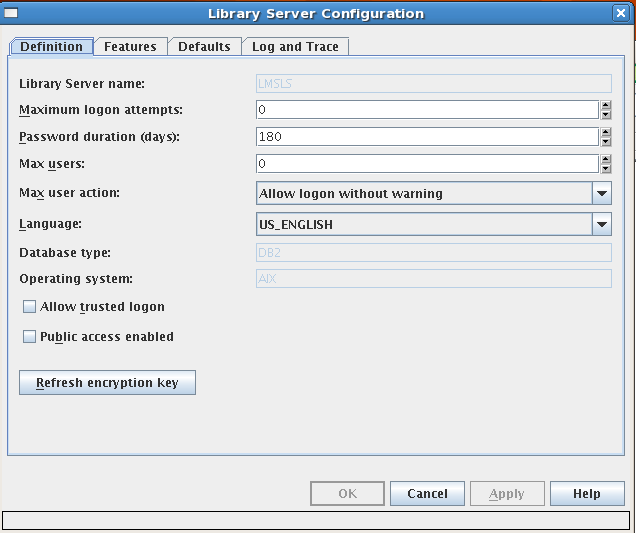 Library Server Configuration
Definition Features Defaults Log and Trace
Library Server name: LMSLS
Maximum logon attempts: 0
Password duration (days): 180
Max users: 0
Max user action: Allow logon without warning
Language: US_ENGLISH
Database type: DB2
Operating system: AIX
Allow trusted logon
Public access enabled
Refresh encryption key
OK Cancel Apply Help